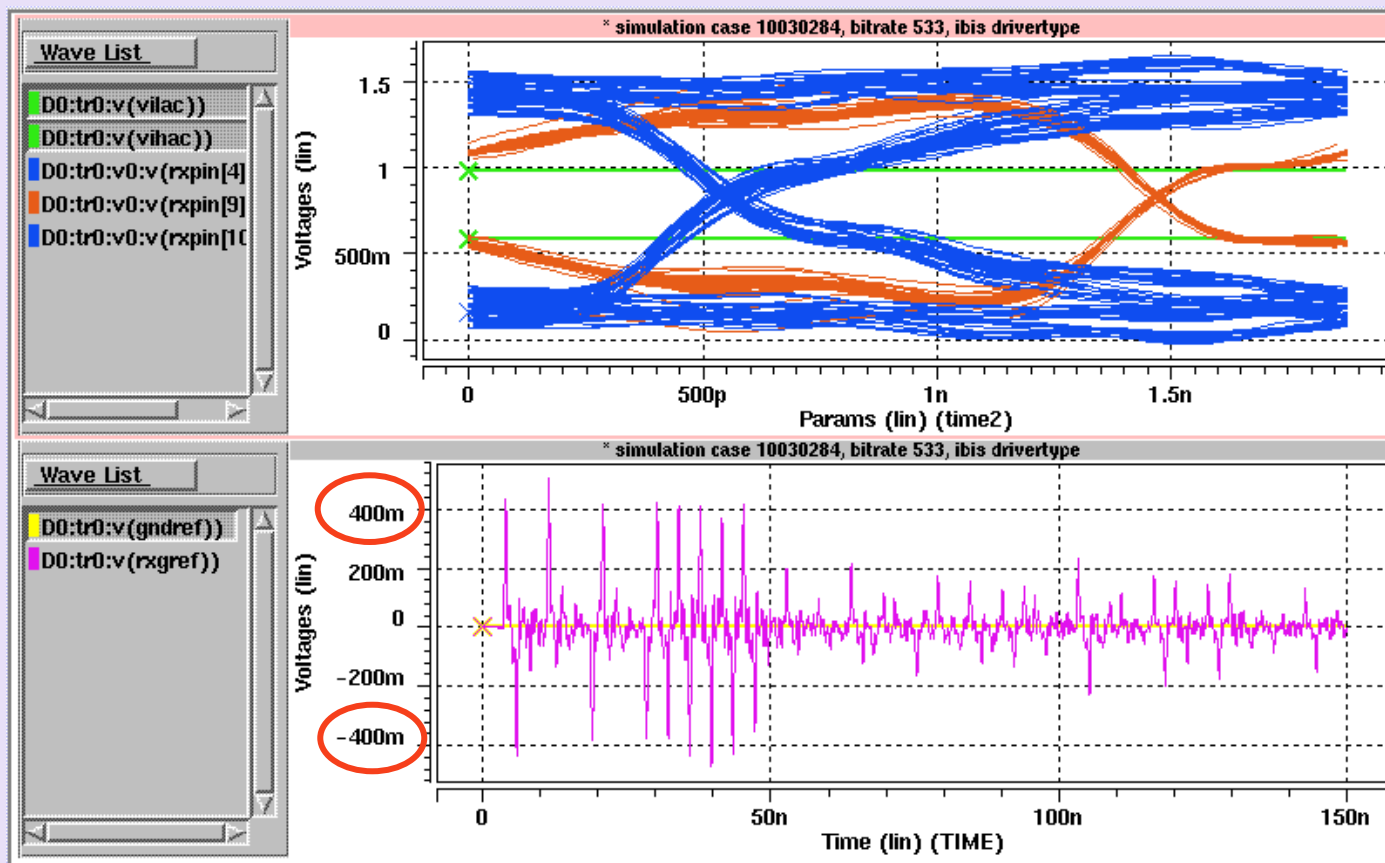 * simulation case 10030284, bitrate 533, ibis drivertype
Wave List
D0:tr0:v(vilac))
D0:tr0:v(vihac))
D0:tr0:v0:v(rxpin[4]
D0:tr0:v0:v(rxpin[9]
D0:tr0:v0:v(rxpin[10
Voltages (lin)
1.5
1
500m
0
0 500p 1n 1.5n
Params (lin) (time2)
* simulation case 10030284, bitrate 533, ibis drivertype
Wave List
D0:tr0:v(gndref))
D0:tr0:v(rxgref))
Voltages (lin)
400m
200m
0
-200m
-400m
0 50n 100n 150n
Time (lin) (TIME)